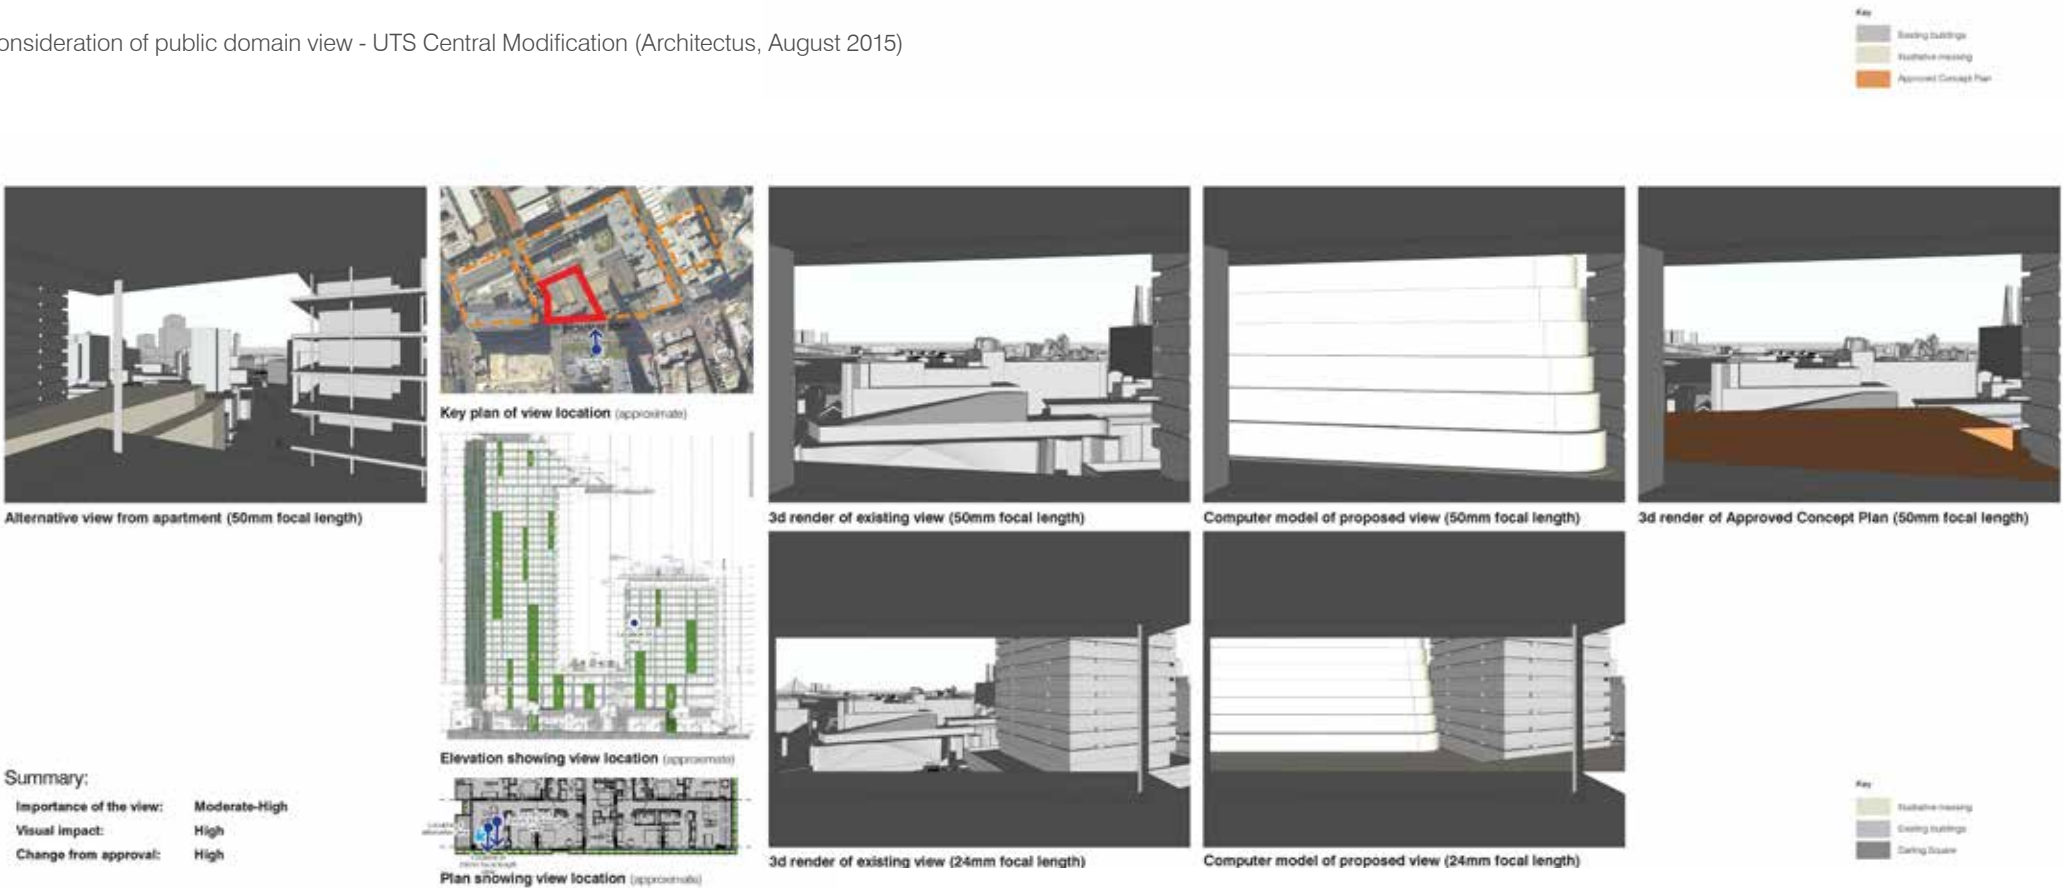 onsideration of public domain view - UTS Central Modification (Architectus, August 2015)
Key
Existing buildings
Illustrative massing
Approved Concept Plan
Alternative view from apartment (50mm focal length)
Key plan of view location (approximate)
3d render of existing view (50mm focal length)
Computer model of proposed view (50mm focal length)
3d render of Approved Concept Plan (50mm focal length)
Elevation showing view location (approximate)
3d render of existing view (24mm focal length)
Computer model of proposed view (24mm focal length)
Plan showing view location (approximate)
Summary:
Importance of the view: Moderate-High
Visual impact: High
Change from approval: High
Key
Illustrative massing
Existing buildings
Darling Square